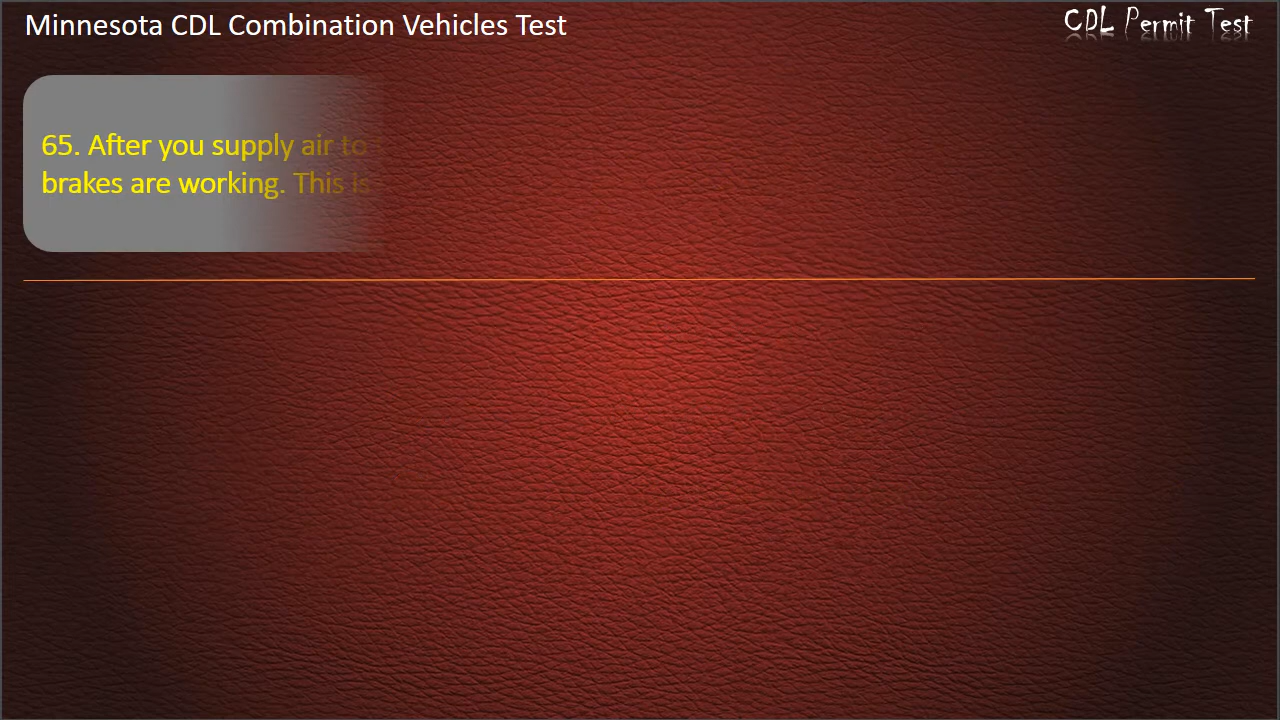 Minnesota CDL Combination Vehicles Test
CDL Permit Test
65. After you supply air to
brakes are working. This is